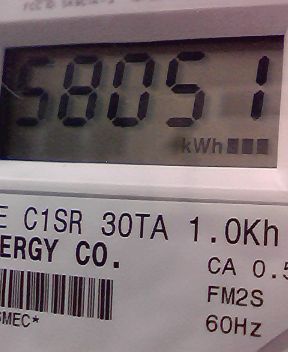 58051
kWh
E C1SR 30TA 1.0Kh
ERGY CO.
CA 0.5
FM2S
60Hz
SMEC*